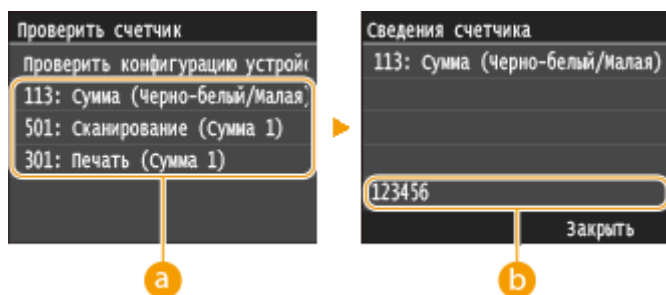 Проверить счетчик
Проверить конфигурацию устройс
113: Сумма (Черно-белый/Малая)
501: Сканирование (Сумма 1)
301: Печать (Сумма 1)
a
Сведения счетчика
113: Сумма (Черно-белый/Малая)
123456
Закрыть
b